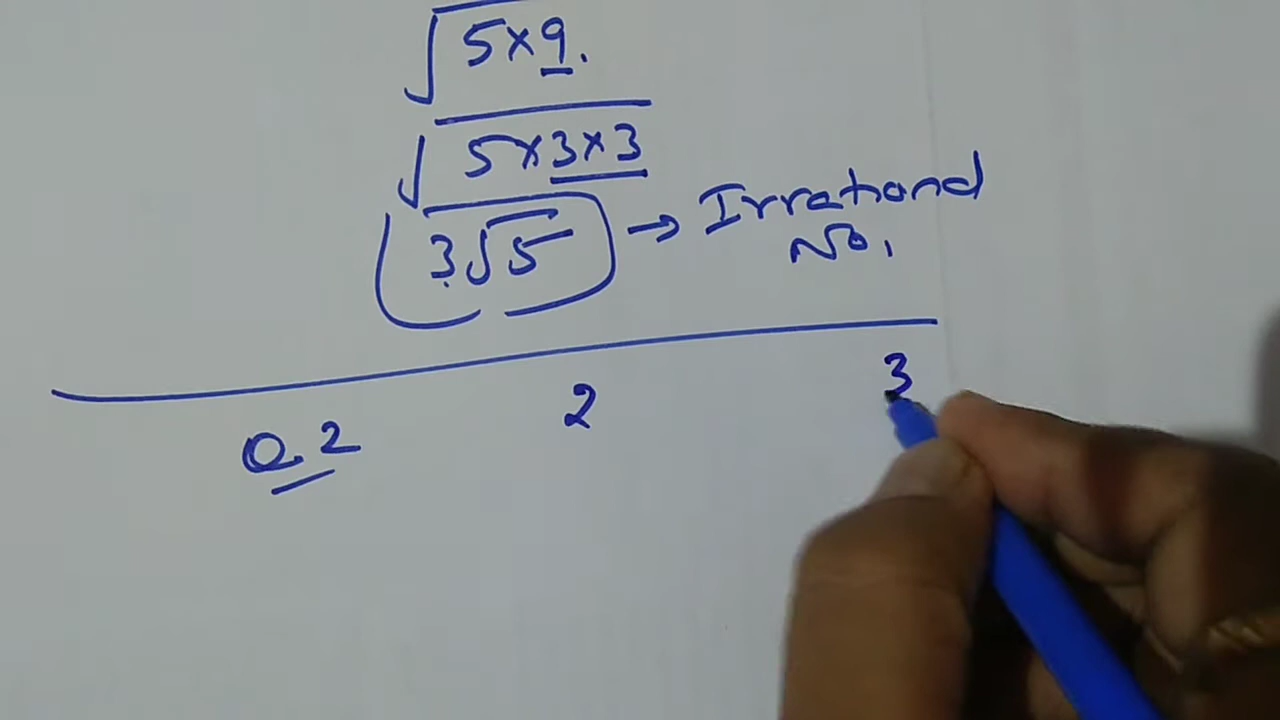 √5×9.
√5×3×3
3√5 → Irrational
No.
Q.2 2 3